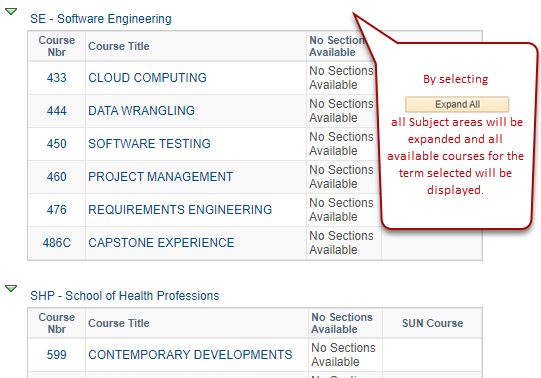 SE - Software Engineering
Course Nbr Course Title No Sections Available
433 CLOUD COMPUTING No Sections Available
444 DATA WRANGLING No Sections Available
450 SOFTWARE TESTING No Sections Available
460 PROJECT MANAGEMENT No Sections Available
476 REQUIREMENTS ENGINEERING No Sections Available
486C CAPSTONE EXPERIENCE No Sections Available
By selecting
Expand All
all Subject areas will be
expanded and all
available courses for the
term selected will be
displayed.
SHP - School of Health Professions
Course Nbr Course Title No Sections Available SUN Course
599 CONTEMPORARY DEVELOPMENTS No Sections Available